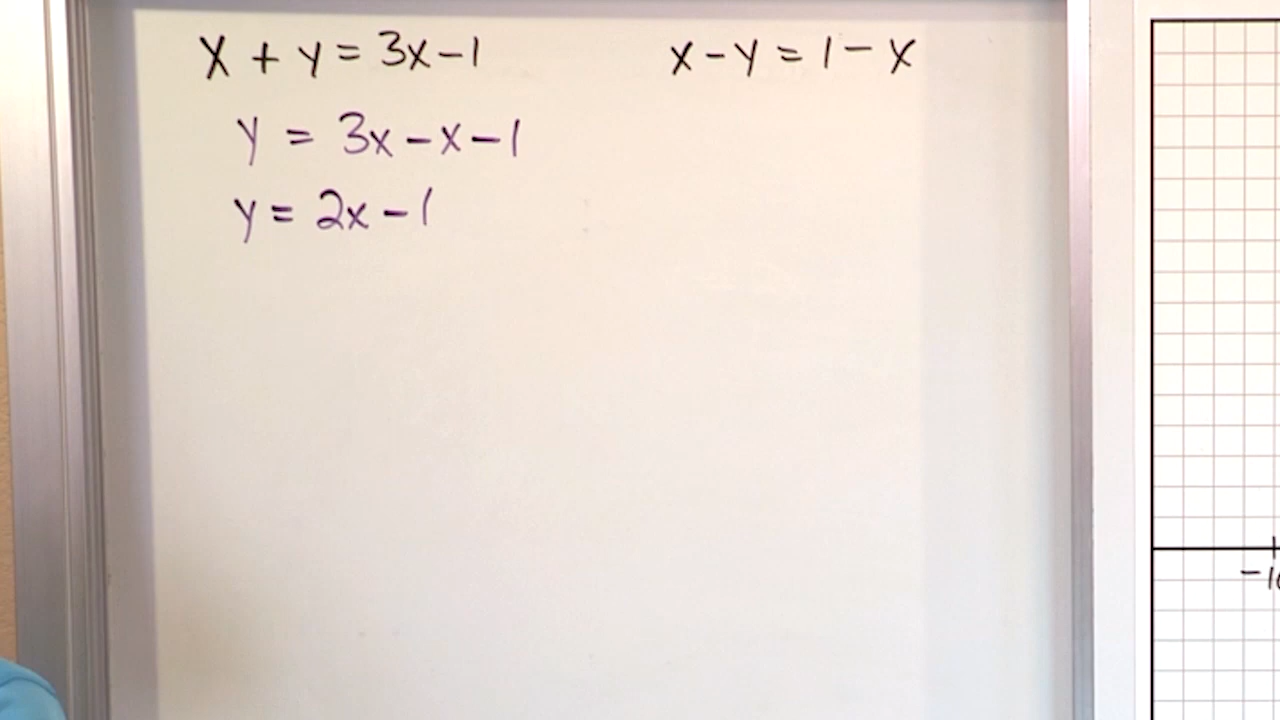 x + y = 3x - 1
x - y = 1 - x
y = 3x - x - 1
y = 2x - 1